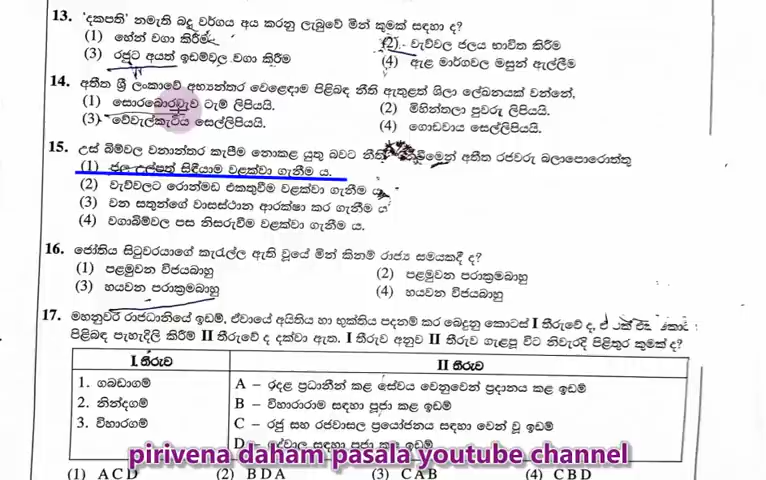 13. 'දකපති' නමැති බදු වර්ගය අය කරනු ලැබුවේ මින් කුමක් සඳහා ද?
(1) හේන් වගා කිරීම (2) වැව්වල ජලය භාවිත කිරීම
(3) රජුට අයත් ඉඩම්වල වගා කිරීම (4) ඇළ මාර්ගවල මසුන් ඇල්ලීම
14. අතීත ශ්‍රී ලංකාවේ අභ්‍යන්තර වෙළෙඳාම පිළිබඳ නීති ඇතුළත් ශිලා ලේඛනයක් වන්නේ,
(1) සොරබොරවැව ටැම් ලිපියයි. (2) මිහින්තලා පුවරු ලිපියයි.
(3) වේවැල්කැටිය සෙල්ලිපියයි. (4) ගොඩවාය සෙල්ලිපියයි.
15. උස් බිම්වල වනාන්තර කැපීම නොකළ යුතු බවට නීති අතීත රජවරු බලාපොරොත්තු
(1) ජල උල්පත් සිඳීයාම වළක්වා ගැනීම ය.
(2) වැව්වලට රොන්මඩ එකතුවීම වළක්වා ගැනීම ය.
(3) වන සතුන්ගේ වාසස්ථාන ආරක්ෂා කර ගැනීම ය
(4) වගාබිම්වල පස නිසරුවීම වළක්වා ගැනීම ය.
16. ජෝතිය සිටුවරයාගේ කැරැල්ල ඇති වූයේ මින් කිනම් රාජ්‍ය සමයකදී ද?
(1) පළමුවන විජයබාහු (2) පළමුවන පරාක්‍රමබාහු
(3) හයවන පරාක්‍රමබාහු (4) හයවන විජයබාහු
17. මහනුවර රාජධානියේ ඉඩම්, ඒවායේ අයිතිය හා භුක්තිය පදනම් කර බෙදුනු කොටස් I තීරුවේ ද, ඒ
පිළිබඳ පැහැදිලි කිරීම් II තීරුවේ ද දක්වා ඇත. I තීරුව අනුව II තීරුව ගැළපූ විට නිවැරදි පිළිතුර කුමක් ද?
I තීරුව II තීරුව
1. ගබඩාගම් A – රදළ ප්‍රධානීන් කළ සේවය වෙනුවෙන් ප්‍රදානය කළ ඉඩම්
2. නින්දගම් B – විහාරාරාම සඳහා පූජා කළ ඉඩම්
3. විහාරගම් C – රජු සහ රජවාසල ප්‍රයෝජනය සඳහා වෙන් වූ ඉඩම්
D – දේවාල සඳහා පූජා කළ ඉඩම්
pirivena daham pasala youtube channel
(1) A C D (2) B D A (3) C A B (4) C B D